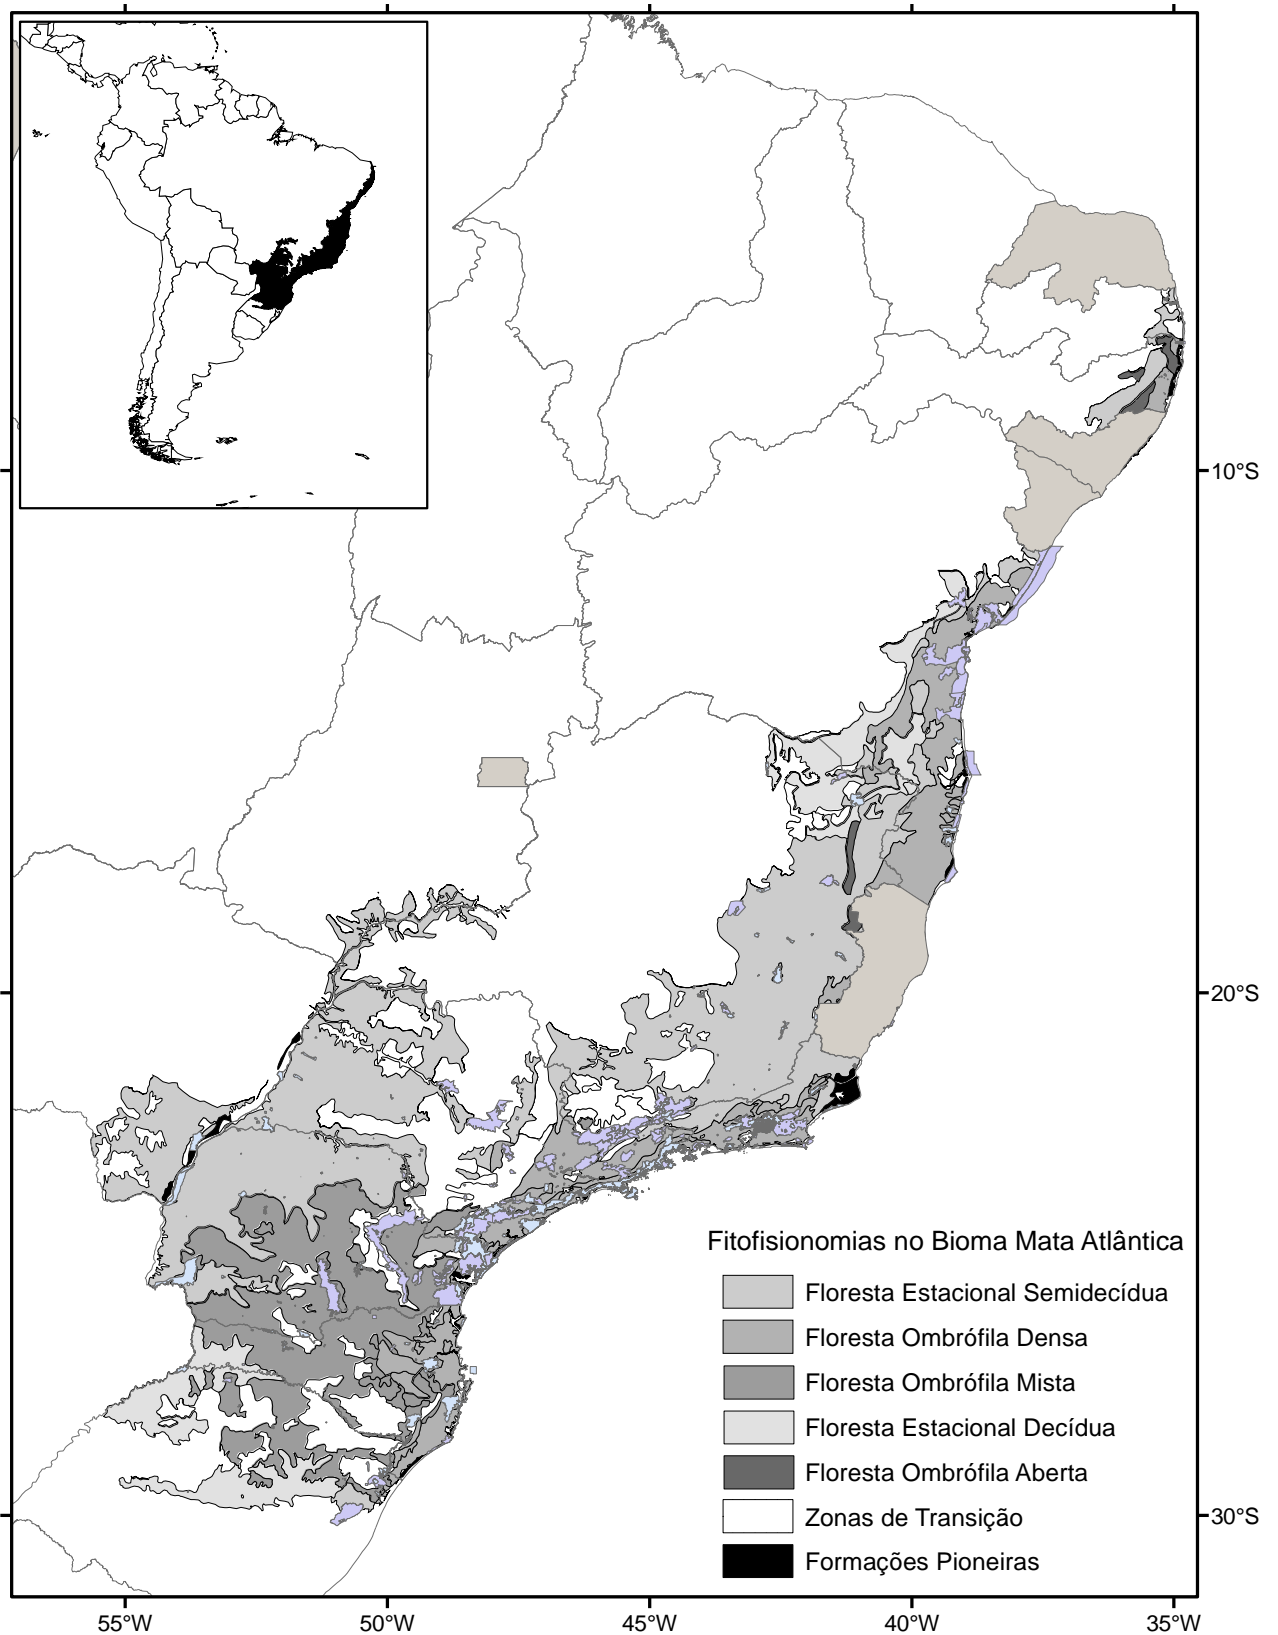 10°S
20°S
Fitofisionomias no Bioma Mata Atlântica
Floresta Estacional Semidecídua
Floresta Ombrófila Densa
Floresta Ombrófila Mista
Floresta Estacional Decídua
Floresta Ombrófila Aberta
Zonas de Transição
30°S
Formações Pioneiras
55°W
50°W
45°W
40°W
35°W